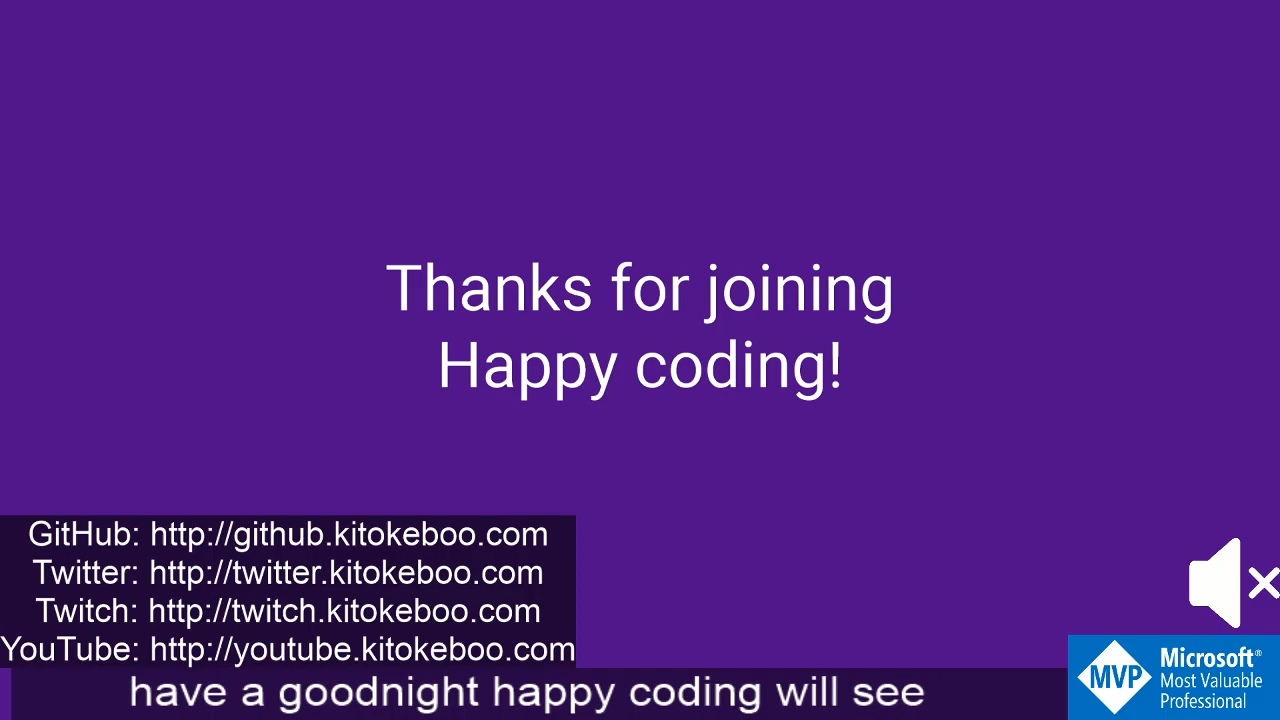 Thanks for joining
Happy coding!
GitHub: http://github.kitokeboo.com
Twitter: http://twitter.kitokeboo.com
Twitch: http://twitch.kitokeboo.com
YouTube: http://youtube.kitokeboo.com
have a goodnight happy coding will see
MVP
Microsoft®
Most Valuable
Professional